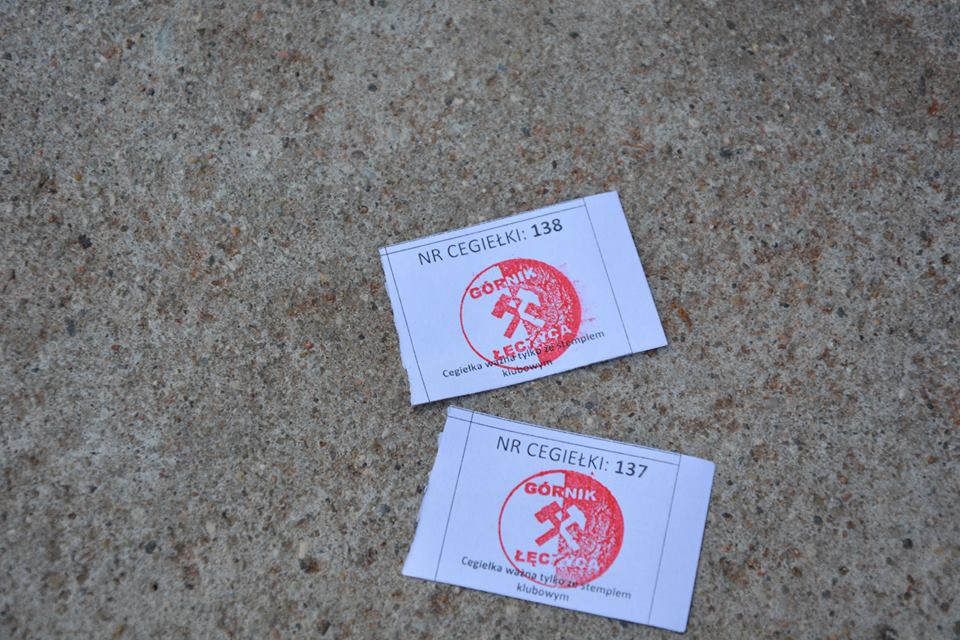 NR CEGIEŁKI: 138
GÓRNIK
ŁĘCZYCA
Cegiełka ważna tylko ze stemplem
klubowym
NR CEGIEŁKI: 137
GÓRNIK
ŁĘCZYCA
Cegiełka ważna tylko ze stemplem
klubowym